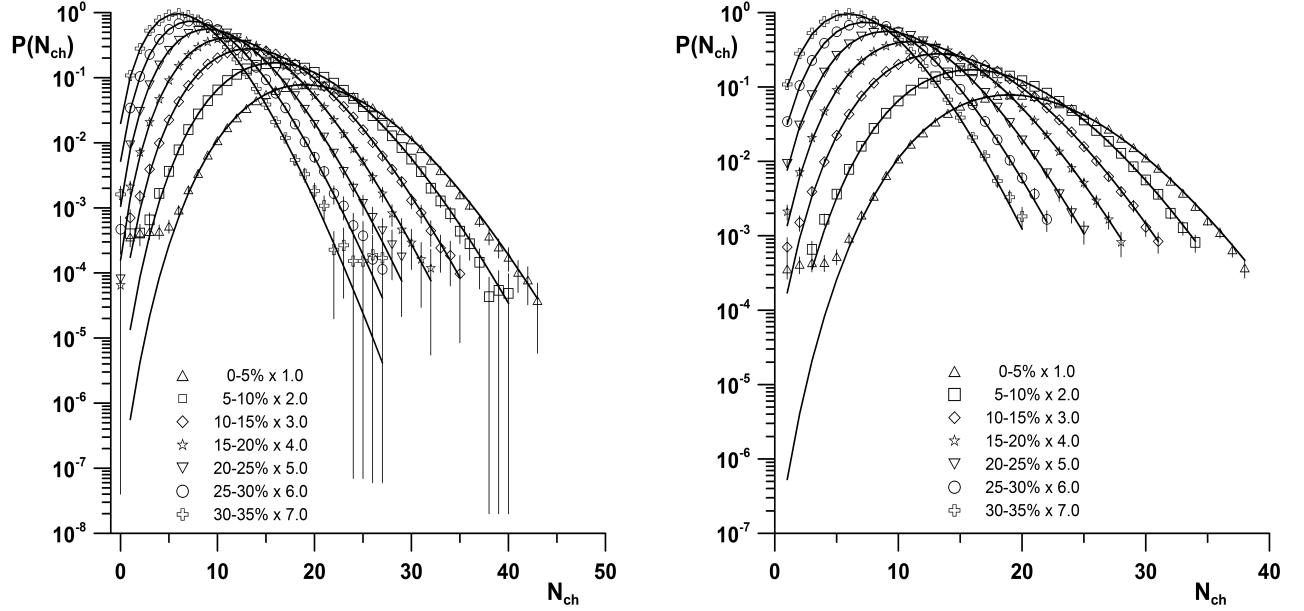 P(N_ch)
10^0
10^-1
10^-2
10^-3
10^-4
10^-5
10^-6
10^-7
10^-8
0-5% x 1.0
5-10% x 2.0
10-15% x 3.0
15-20% x 4.0
20-25% x 5.0
25-30% x 6.0
30-35% x 7.0
0 10 20 30 40 50
N_ch
P(N_ch)
10^0
10^-1
10^-2
10^-3
10^-4
10^-5
10^-6
10^-7
0-5% x 1.0
5-10% x 2.0
10-15% x 3.0
15-20% x 4.0
20-25% x 5.0
25-30% x 6.0
30-35% x 7.0
0 10 20 30 40
N_ch